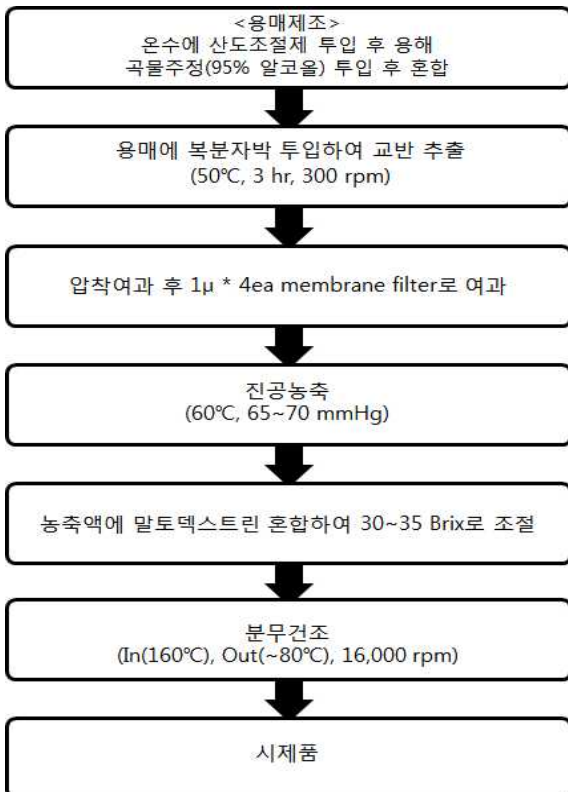 <용매제조>
온수에 산도조절제 투입 후 용해
곡물주정(95% 알코올) 투입 후 혼합
용매에 복분자박 투입하여 교반 추출
(50℃, 3 hr, 300 rpm)
압착여과 후 1μ * 4ea membrane filter로 여과
진공농축
(60℃, 65~70 mmHg)
농축액에 말토덱스트린 혼합하여 30~35 Brix로 조절
분무건조
(In(160℃), Out(~80℃), 16,000 rpm)
시제품